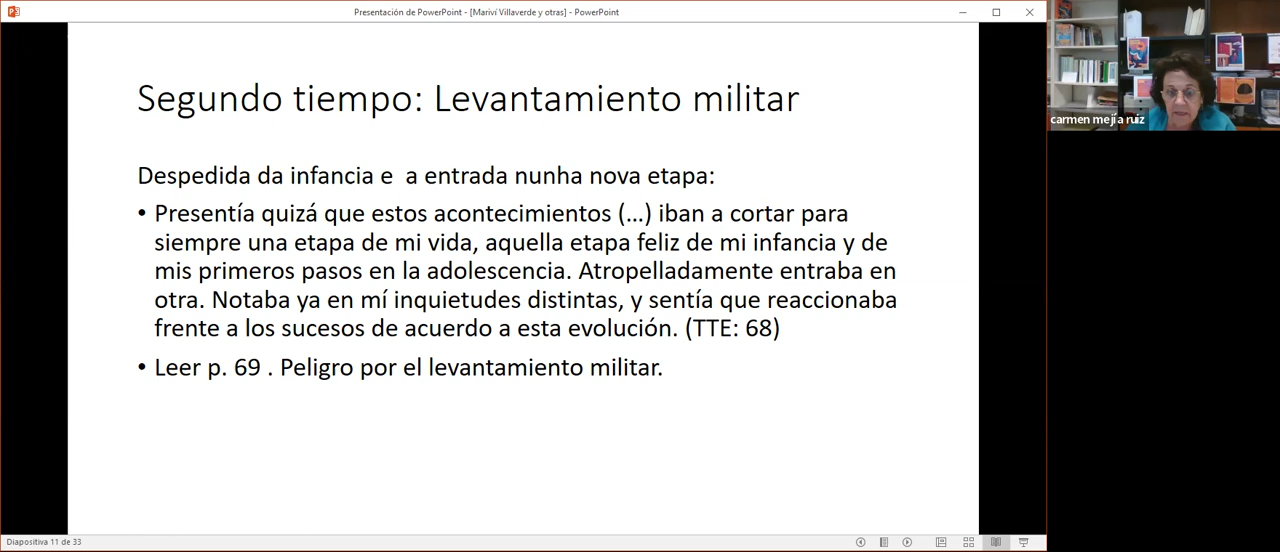 Presentación de PowerPoint - [Mariví Villaverde y otras] - PowerPoint
Segundo tiempo: Levantamiento militar
Despedida da infancia e  a entrada nunha nova etapa:
• Presentía quizá que estos acontecimientos (…) iban a cortar para
siempre una etapa de mi vida, aquella etapa feliz de mi infancia y de
mis primeros pasos en la adolescencia. Atropelladamente entraba en
otra. Notaba ya en mí inquietudes distintas, y sentía que reaccionaba
frente a los sucesos de acuerdo a esta evolución. (TTE: 68)
• Leer p. 69 . Peligro por el levantamiento militar.
carmen mejía ruiz
Diapositiva 11 de 33